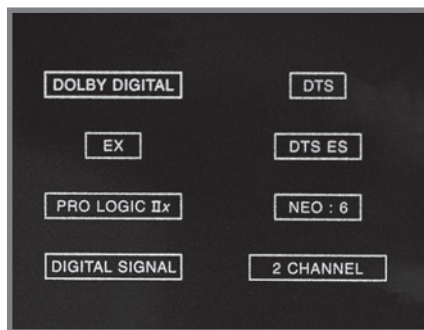 DOLBY DIGITAL
DTS
EX
DTS ES
PRO LOGIC IIx
NEO : 6
DIGITAL SIGNAL
2 CHANNEL